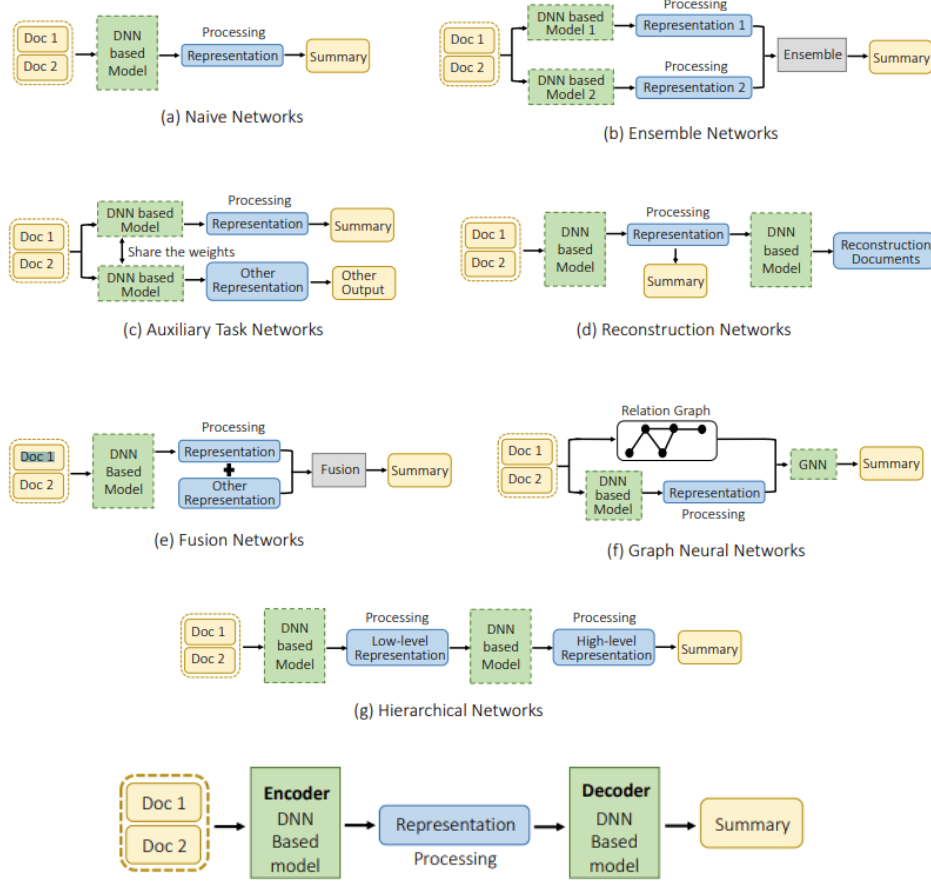 Doc 1
Doc 2
DNN
based
Model
Processing
Representation
Summary
(a) Naive Networks
Doc 1
Doc 2
DNN based
Model 1
Processing
Representation 1
DNN based
Model 2
Processing
Representation 2
Ensemble
Summary
(b) Ensemble Networks
Doc 1
Doc 2
DNN based
Model
Processing
Representation
Summary
Share the weights
DNN based
Model
Other
Representation
Other
Output
(c) Auxiliary Task Networks
Doc 1
Doc 2
DNN
based
Model
Processing
Representation
Summary
DNN
based
Model
Reconstruction
Documents
(d) Reconstruction Networks
Doc 1
Doc 2
DNN
Based
Model
Processing
Representation
Other
Representation
Fusion
Summary
(e) Fusion Networks
Doc 1
Doc 2
Relation Graph
DNN
based
Model
Representation
Processing
GNN
Summary
(f) Graph Neural Networks
Doc 1
Doc 2
DNN
based
Model
Processing
Low-level
Representation
DNN
based
Model
Processing
High-level
Representation
Summary
(g) Hierarchical Networks
Doc 1
Doc 2
Encoder
DNN
Based
model
Representation
Processing
Decoder
DNN
Based
model
Summary